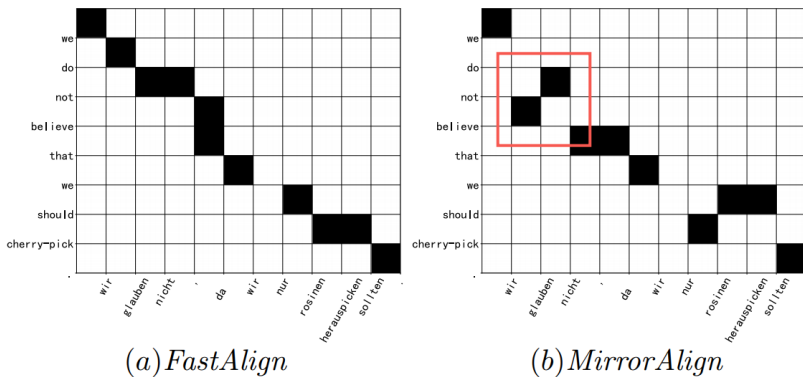 we
do
not
believe
that
we
should
cherry-pick
.
wir
glauben
nicht
,
da
wir
nur
rosinen
herauspicken
sollten
.
(a) FastAlign
we
do
not
believe
that
we
should
cherry-pick
.
wir
glauben
nicht
,
da
wir
nur
rosinen
herauspicken
sollten
.
(b) MirrorAlign